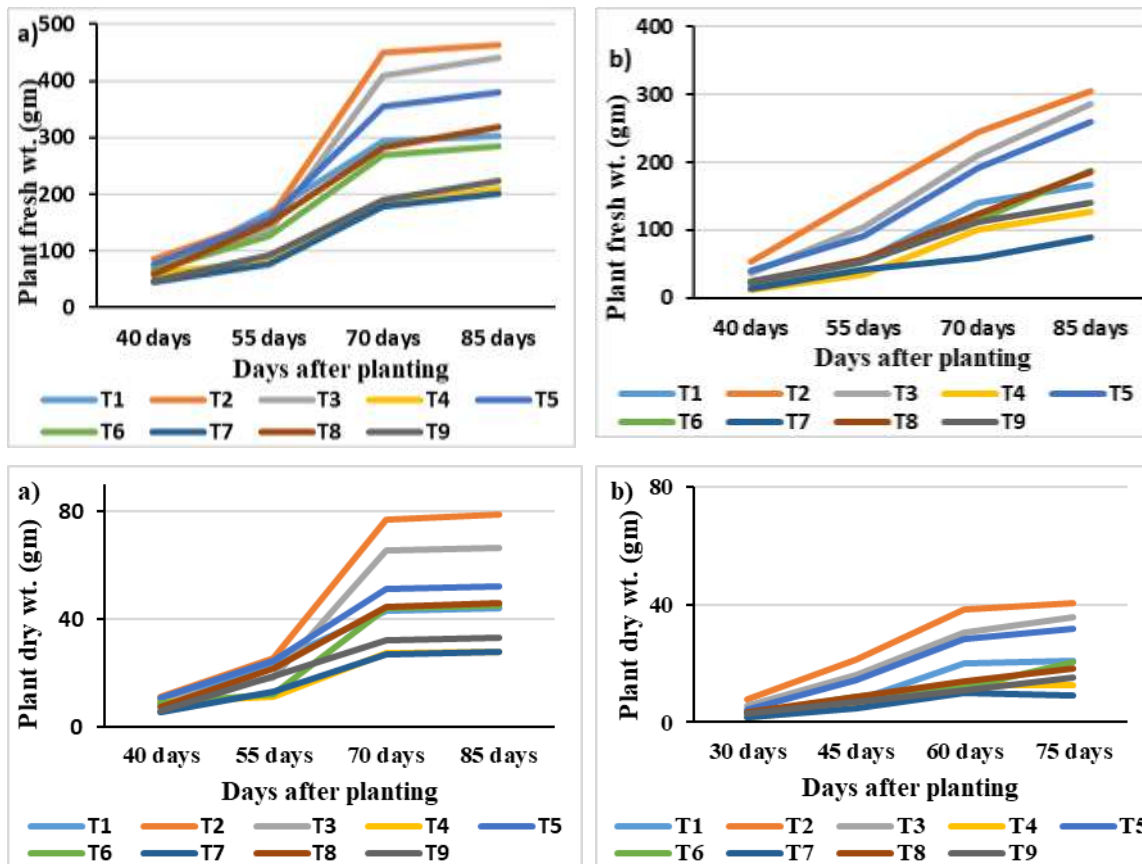 a)
Plant fresh wt. (gm)
500
400
300
200
100
0
40 days 55 days 70 days 85 days
Days after planting
T1 T2 T3 T4 T5
T6 T7 T8 T9
b)
Plant fresh wt. (gm)
400
300
200
100
0
40 days 55 days 70 days 85 days
Days after planting
T1 T2 T3 T4 T5
T6 T7 T8 T9
a)
Plant dry wt. (gm)
80
40
0
40 days 55 days 70 days 85 days
Days after planting
T1 T2 T3 T4 T5
T6 T7 T8 T9
b)
Plant dry wt. (gm)
80
40
0
30 days 45 days 60 days 75 days
Days after planting
T1 T2 T3 T4 T5
T6 T7 T8 T9